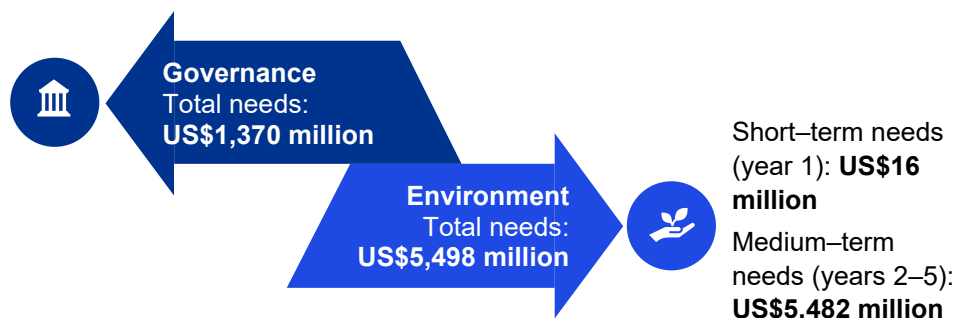 Governance
Total needs:
US$1,370 million
Environment
Total needs:
US$5,498 million
Short–term needs
(year 1): US$16
million
Medium–term
needs (years 2–5):
US$5,482 million